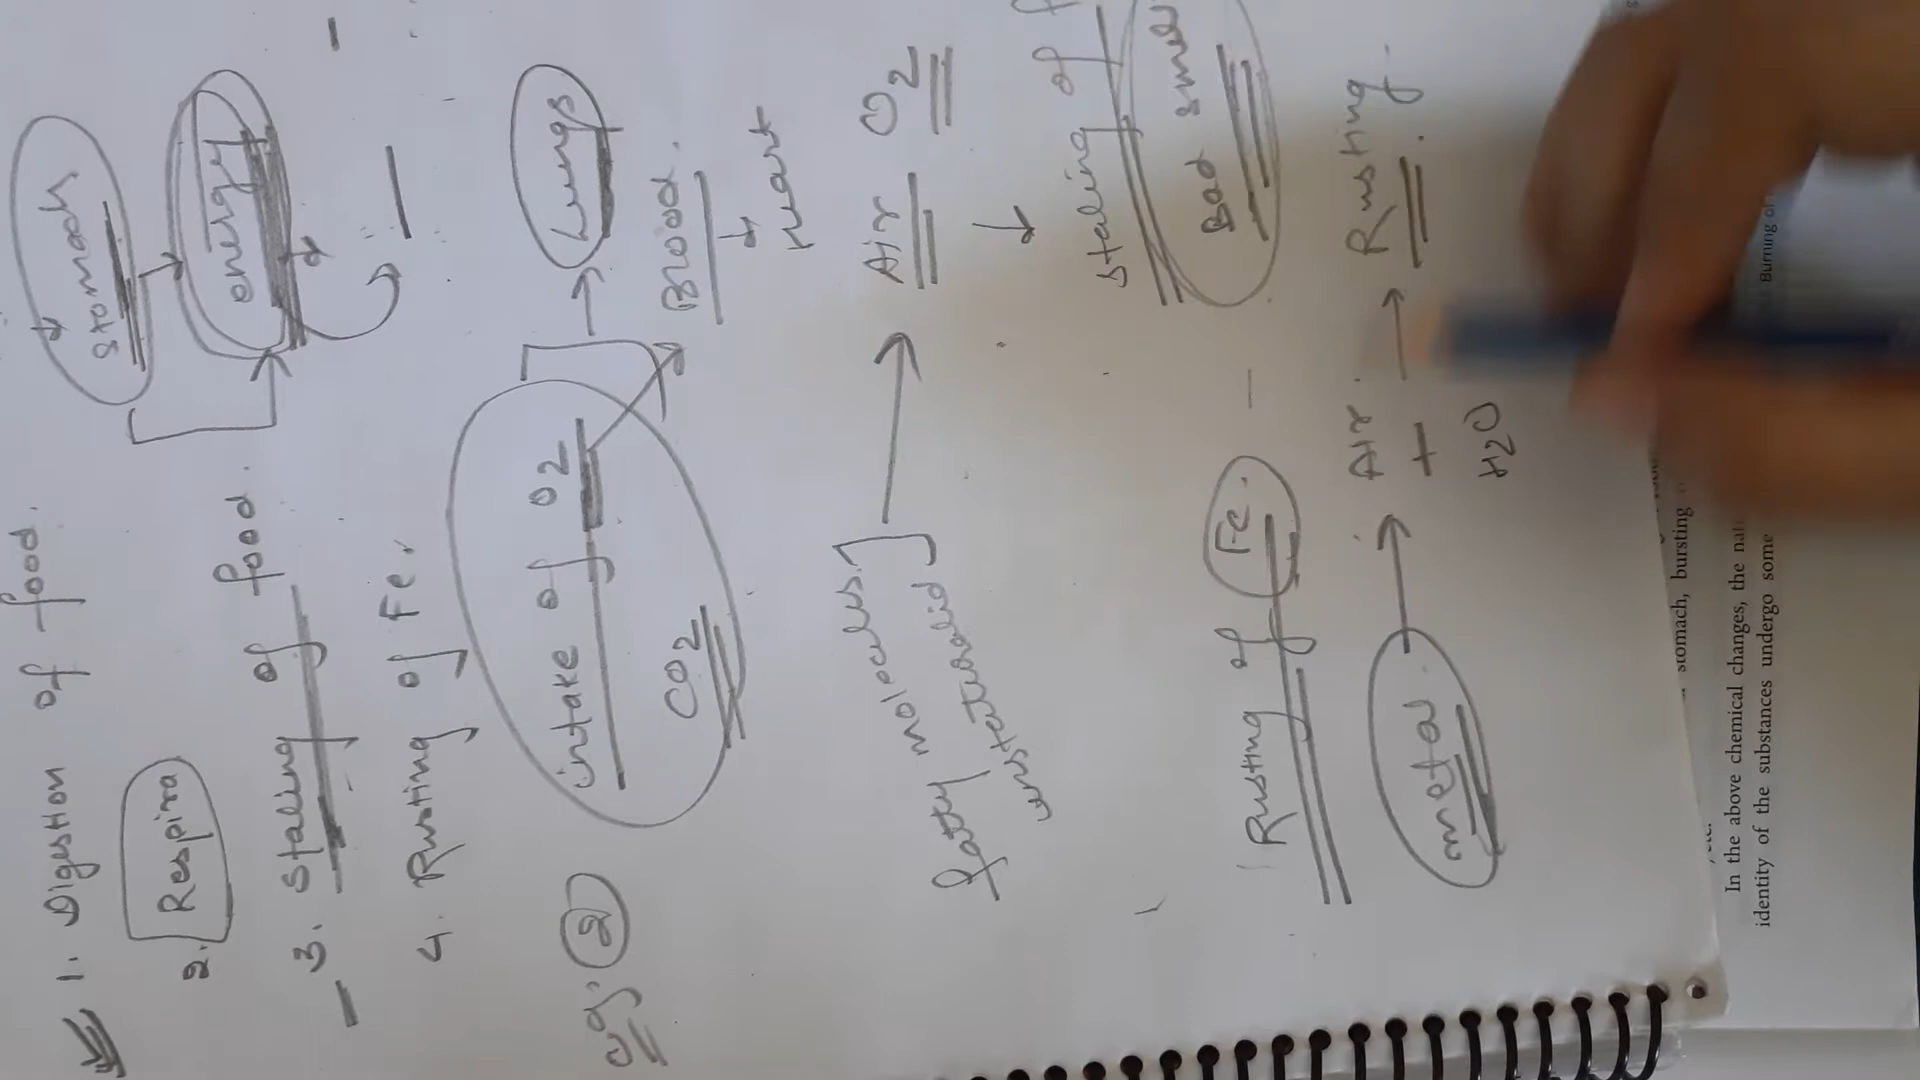 1. Digestion of food.
stomach
2. Respira
energy
3. Staling of food.
4. Rusting of Fe.
eg: 2
intake of O2 → Lungs
CO2
Blood.
heart
fatty molecules
unsaturated
Air O2
staling of
Bad smell
Rusting of Fe. —
metal → Air → Rusting.
+
H2O
stomach, bursting
In the above chemical changes, the
identity of the substances undergo some
Burning of